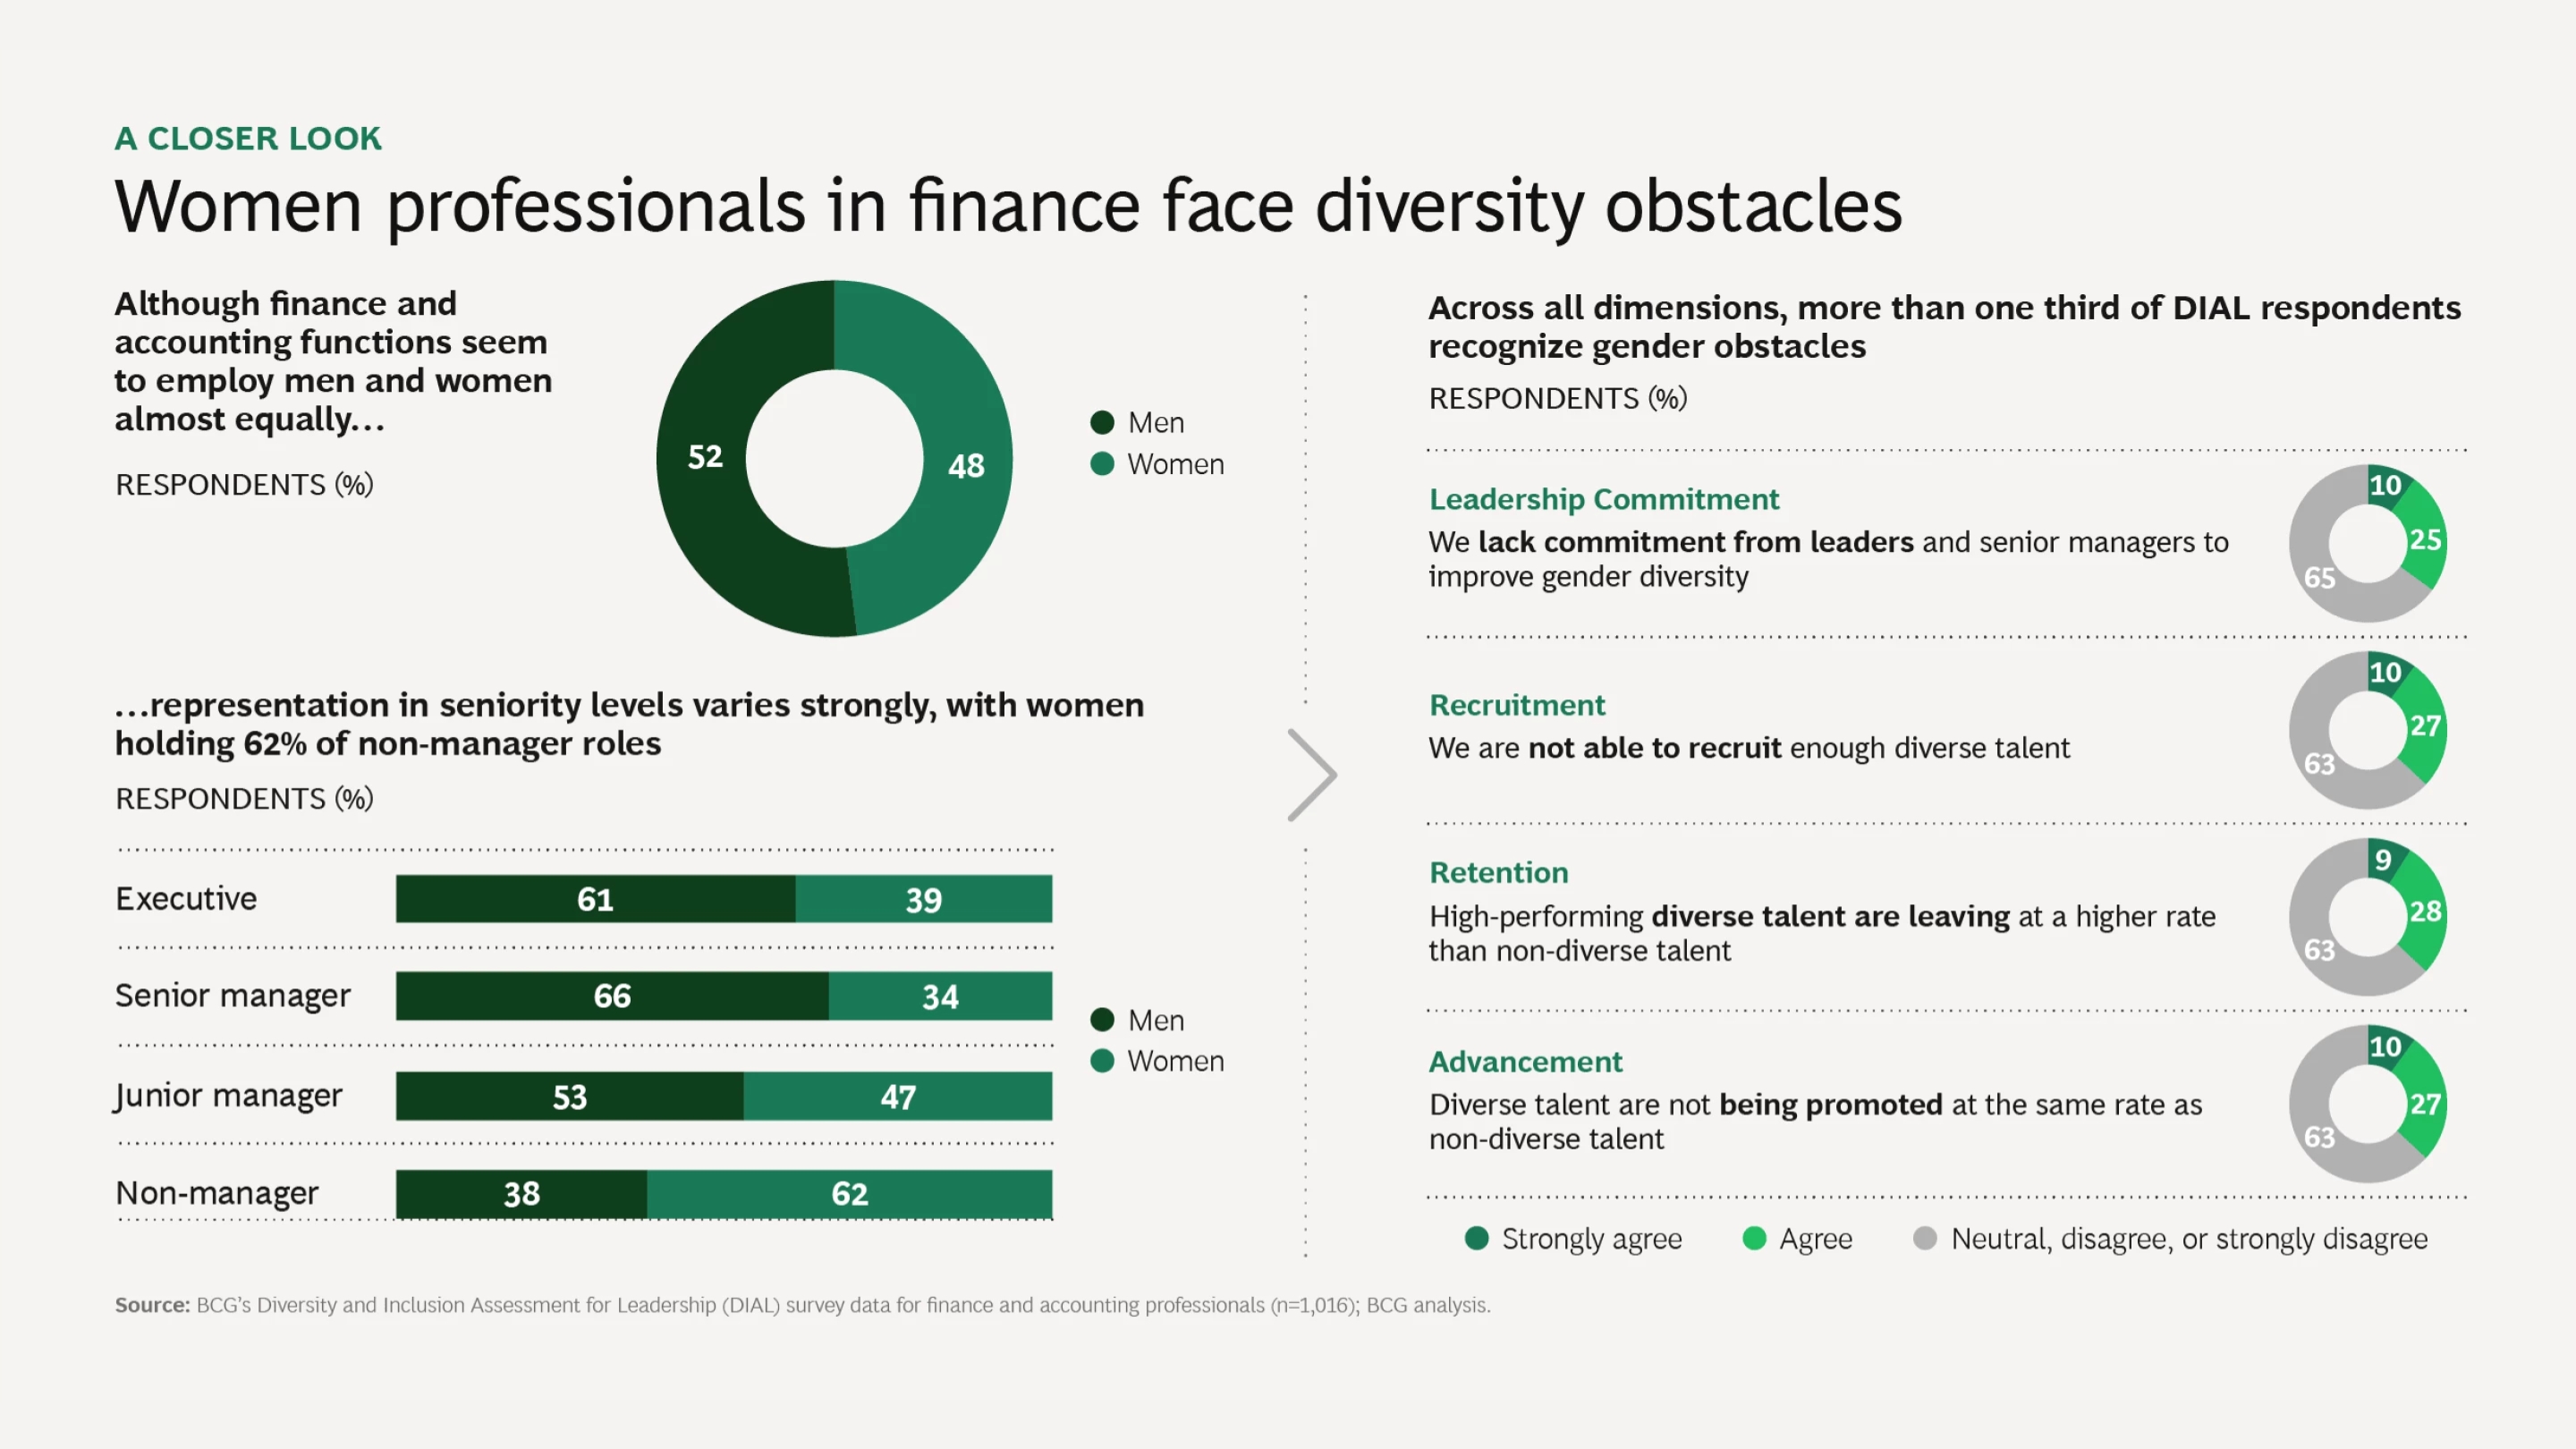 A CLOSER LOOK
Women professionals in finance face diversity obstacles
Although finance and
accounting functions seem
to employ men and women
almost equally…
RESPONDENTS (%)
52
48
Men
Women
…representation in seniority levels varies strongly, with women
holding 62% of non-manager roles
RESPONDENTS (%)
Executive
61
39
Senior manager
66
34
Junior manager
53
47
Non-manager
38
62
Men
Women
Across all dimensions, more than one third of DIAL respondents
recognize gender obstacles
RESPONDENTS (%)
Leadership Commitment
We lack commitment from leaders and senior managers to
improve gender diversity
10
25
65
Recruitment
We are not able to recruit enough diverse talent
10
27
63
Retention
High-performing diverse talent are leaving at a higher rate
than non-diverse talent
9
28
63
Advancement
Diverse talent are not being promoted at the same rate as
non-diverse talent
10
27
63
Strongly agree
Agree
Neutral, disagree, or strongly disagree
Source: BCG’s Diversity and Inclusion Assessment for Leadership (DIAL) survey data for finance and accounting professionals (n=1,016); BCG analysis.